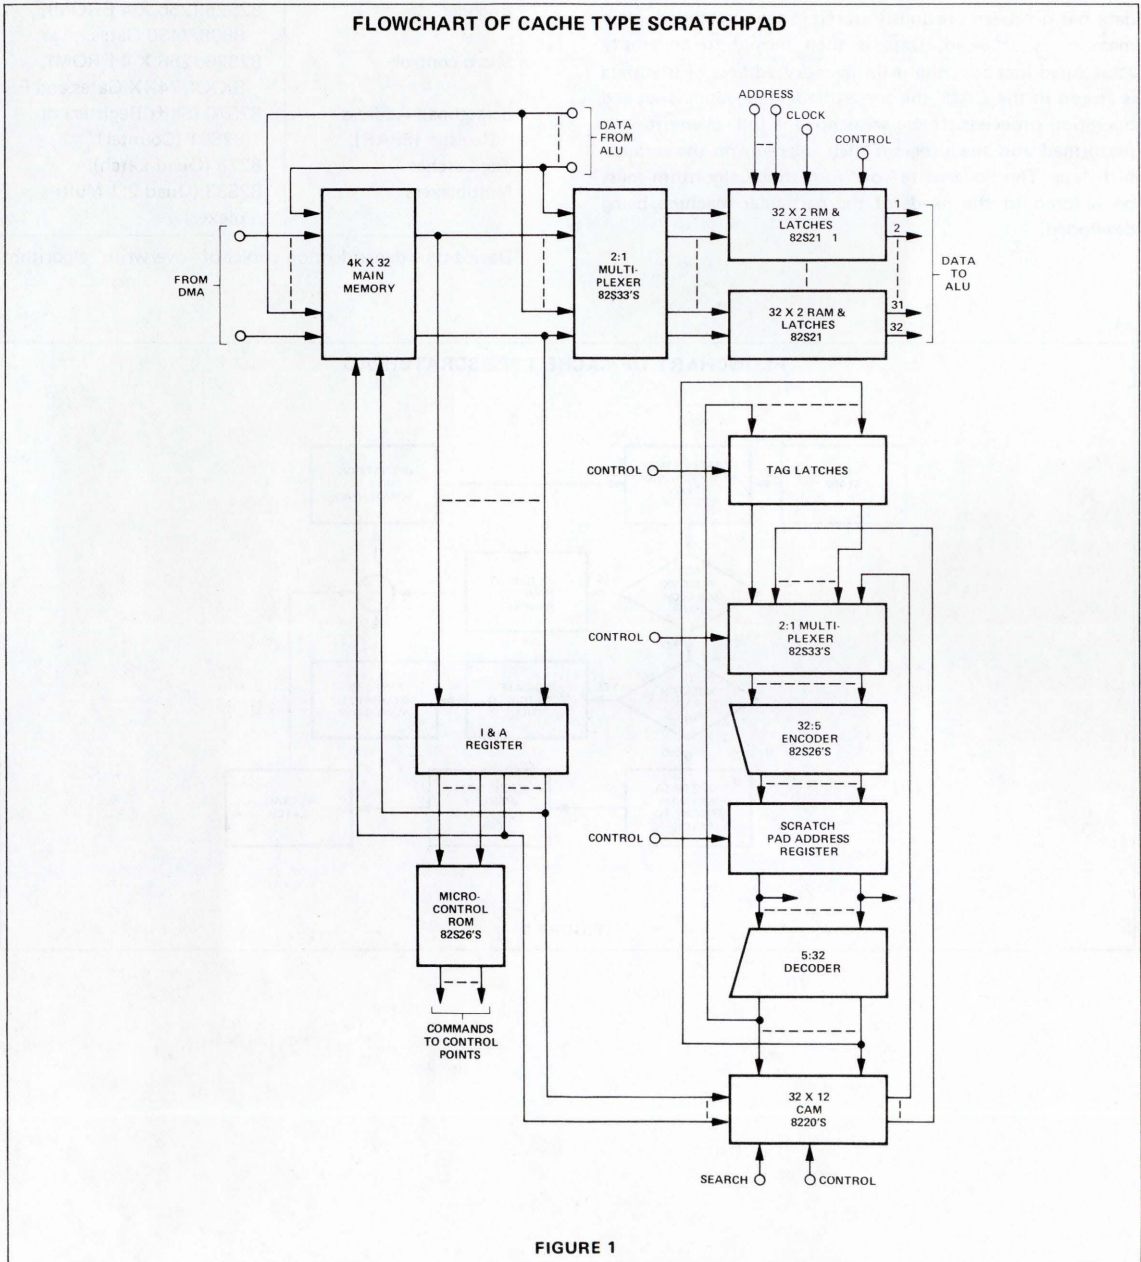 FLOWCHART OF CACHE TYPE SCRATCHPAD
ADDRESS
CLOCK
CONTROL
DATA
FROM
ALU
FROM
DMA
4K X 32
MAIN
MEMORY
2:1
MULTI-
PLEXER
82S33'S
32 X 2 RM &
LATCHES
82S21 1
1
2
32 X 2 RAM &
LATCHES
82S21
31
32
DATA
TO
ALU
CONTROL
TAG LATCHES
CONTROL
2:1 MULTI-
PLEXER
82S33'S
I & A
REGISTER
32:5
ENCODER
82S26'S
CONTROL
SCRATCH
PAD ADDRESS
REGISTER
MICRO-
CONTROL
ROM
82S26'S
5:32
DECODER
COMMANDS
TO CONTROL
POINTS
32 X 12
CAM
8220'S
SEARCH
CONTROL
FIGURE 1